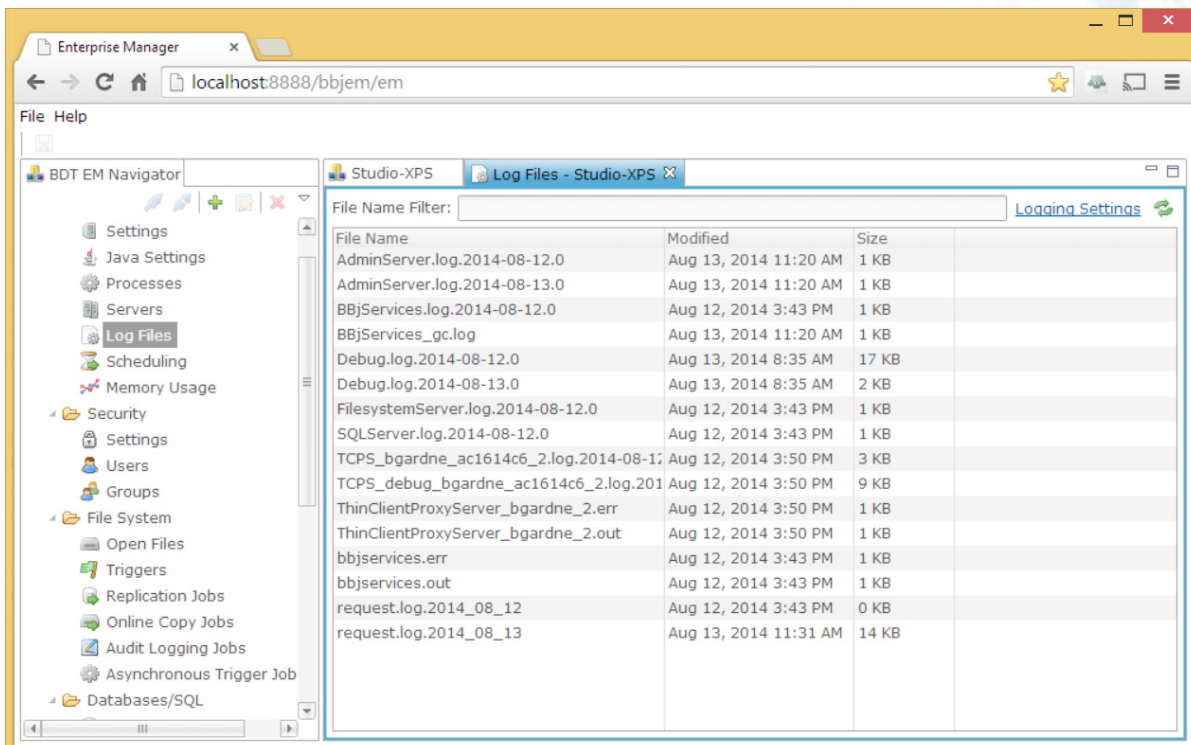 Enterprise Manager
localhost:8888/bbjem/em
File Help
BDT EM Navigator
Settings
Java Settings
Processes
Servers
Log Files
Scheduling
Memory Usage
Security
Settings
Users
Groups
File System
Open Files
Triggers
Replication Jobs
Online Copy Jobs
Audit Logging Jobs
Asynchronous Trigger Job
Databases/SQL
Studio-XPS Log Files - Studio-XPS
File Name Filter: Logging Settings
File Name Modified Size
AdminServer.log.2014-08-12.0 Aug 13, 2014 11:20 AM 1 KB
AdminServer.log.2014-08-13.0 Aug 13, 2014 11:20 AM 1 KB
BBjServices.log.2014-08-12.0 Aug 12, 2014 3:43 PM 1 KB
BBjServices_gc.log Aug 13, 2014 11:20 AM 1 KB
Debug.log.2014-08-12.0 Aug 13, 2014 8:35 AM 17 KB
Debug.log.2014-08-13.0 Aug 13, 2014 8:35 AM 2 KB
FilesystemServer.log.2014-08-12.0 Aug 12, 2014 3:43 PM 1 KB
SQLServer.log.2014-08-12.0 Aug 12, 2014 3:43 PM 1 KB
TCPS_bgardne_ac1614c6_2.log.2014-08-12 Aug 12, 2014 3:50 PM 3 KB
TCPS_debug_bgardne_ac1614c6_2.log.201 Aug 12, 2014 3:50 PM 9 KB
ThinClientProxyServer_bgardne_2.err Aug 12, 2014 3:50 PM 1 KB
ThinClientProxyServer_bgardne_2.out Aug 12, 2014 3:50 PM 1 KB
bbjservices.err Aug 12, 2014 3:43 PM 1 KB
bbjservices.out Aug 12, 2014 3:43 PM 1 KB
request.log.2014_08_12 Aug 12, 2014 3:43 PM 0 KB
request.log.2014_08_13 Aug 13, 2014 11:31 AM 14 KB